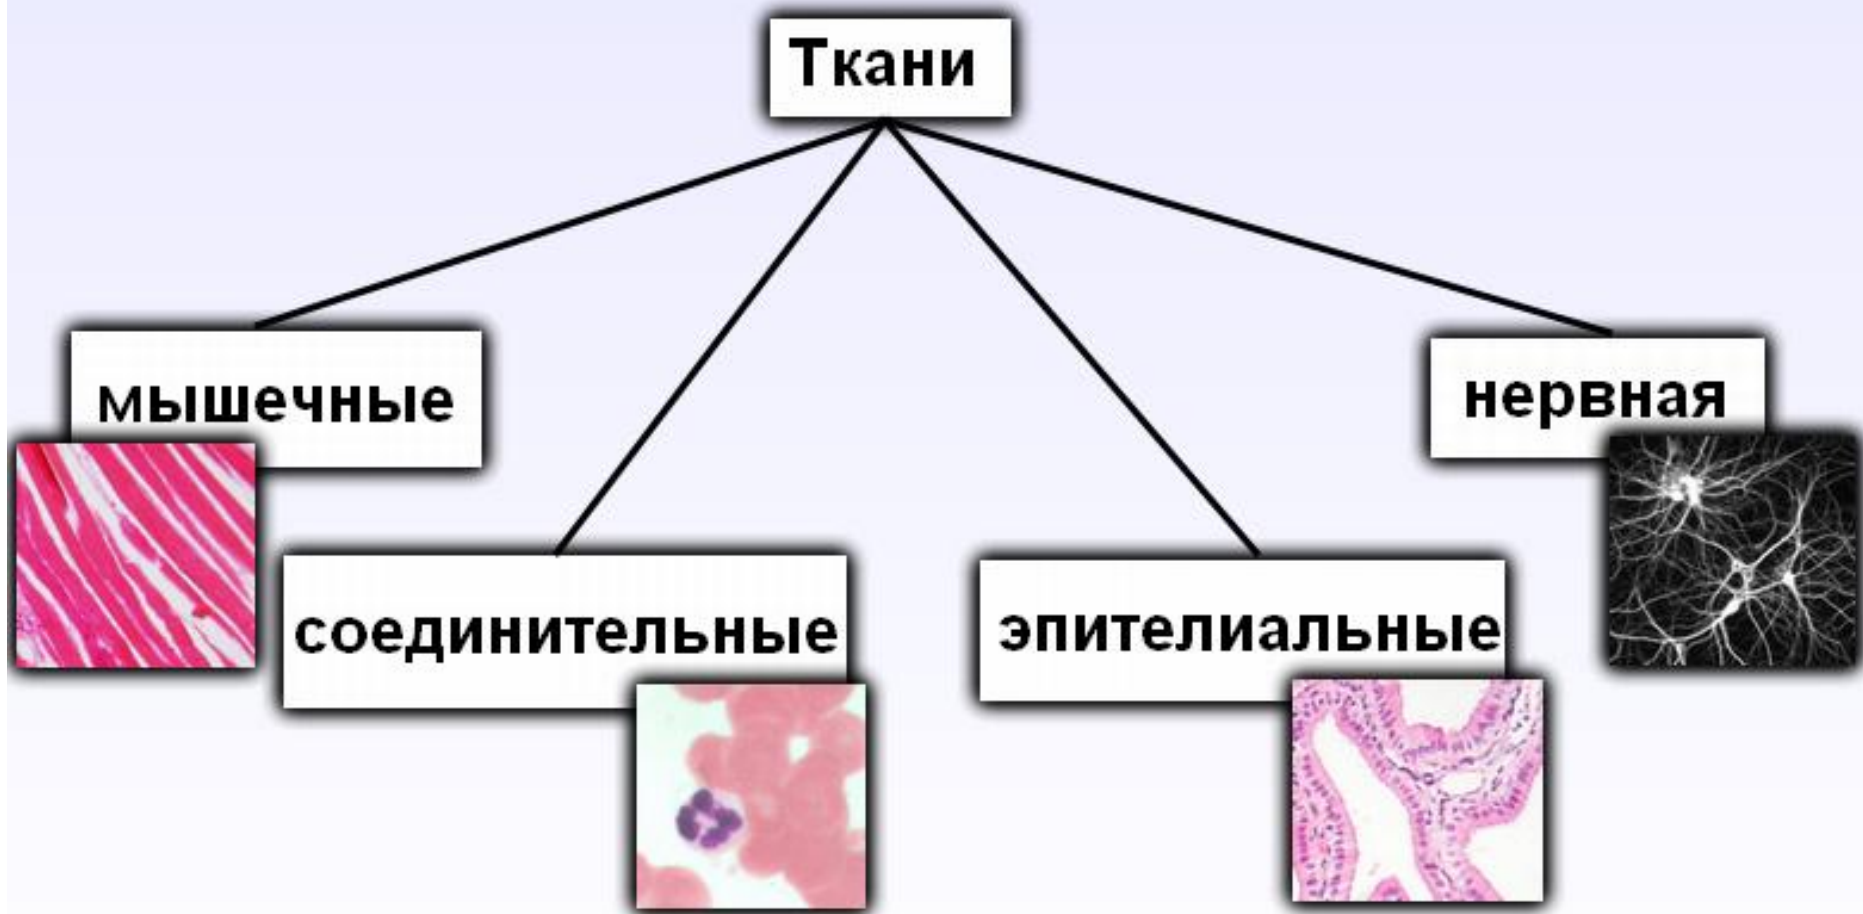 Ткани
мышечные
нервная
соединительные
эпителиальные